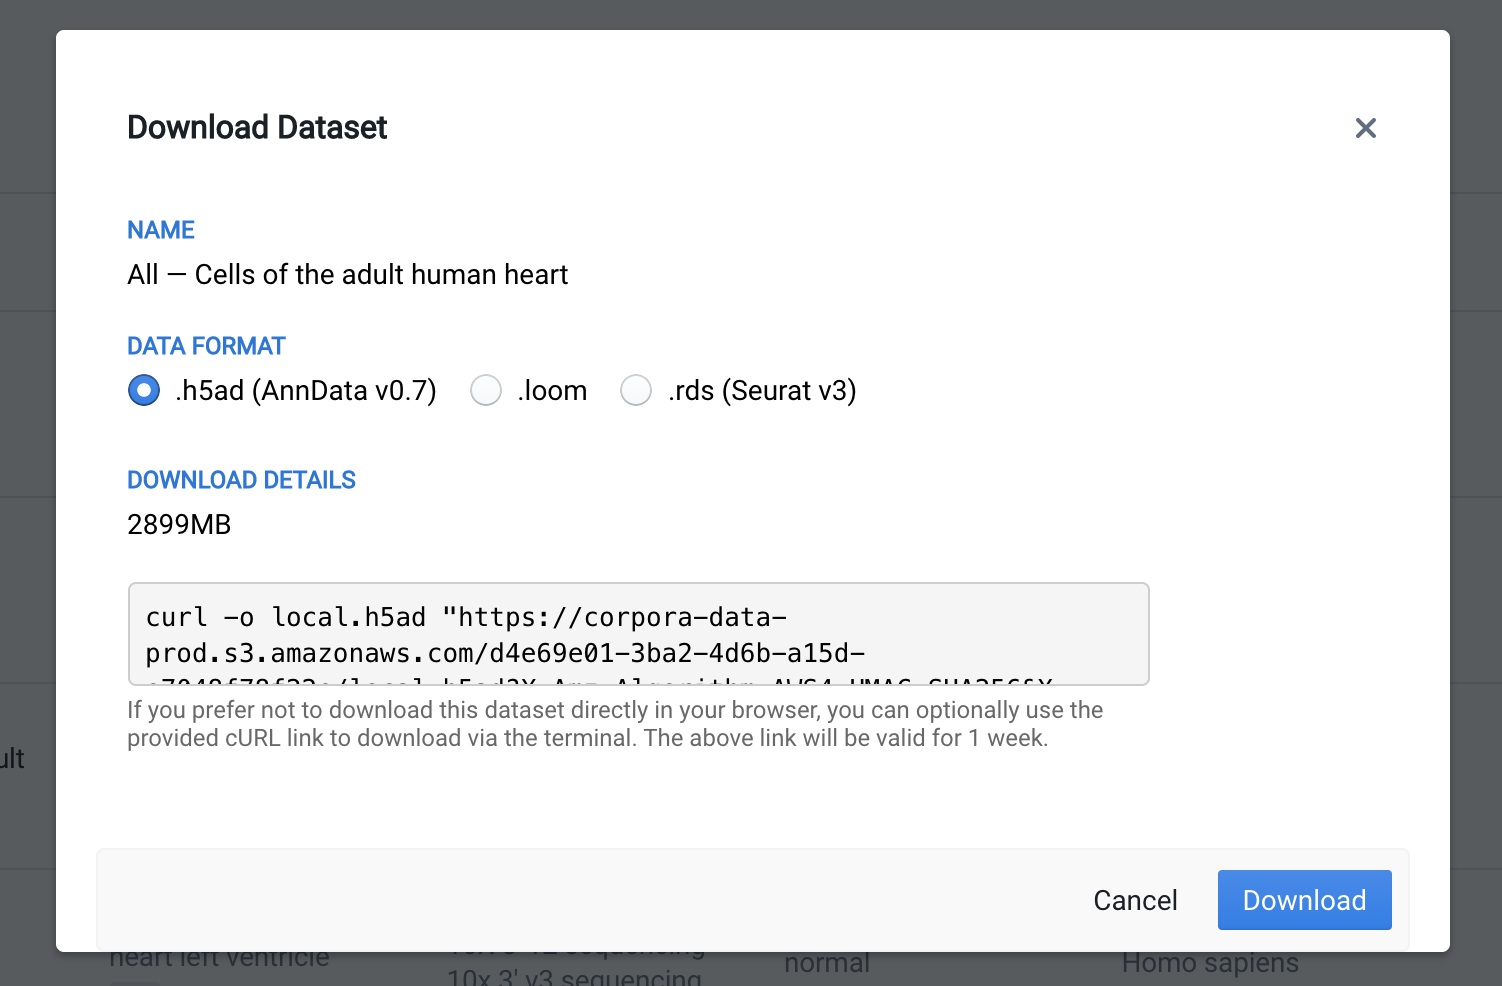 Download Dataset
NAME
All — Cells of the adult human heart
DATA FORMAT
.h5ad (AnnData v0.7)   .loom   .rds (Seurat v3)
DOWNLOAD DETAILS
2899MB
curl -o local.h5ad "https://corpora-data-
prod.s3.amazonaws.com/d4e69e01-3ba2-4d6b-a15d-
If you prefer not to download this dataset directly in your browser, you can optionally use the
provided cURL link to download via the terminal. The above link will be valid for 1 week.
ult
Cancel   Download
heart left ventricle   sequencing   normal   Homo sapiens
10x 3' v3 sequencing